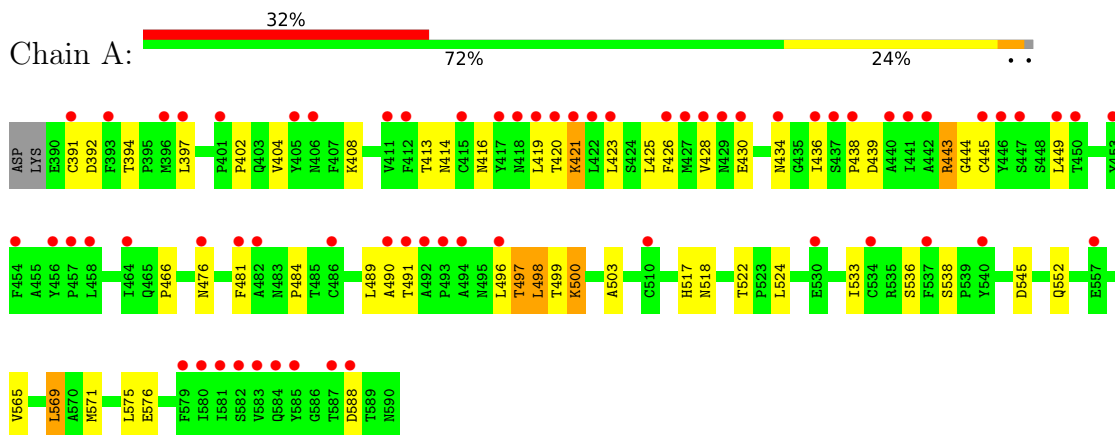 32%
Chain A:
72% 24% • •
ASP LYS E390 C391 D392 F393 T394 P395 M396 L397 P401 P402 Q403 V404 Y405 N406 F407 K408 V411 F412 T413 N414 C415 N416 Y417 N418 L419 T420 K421 L422 L423 S424 L425 F426 M427 V428 N429 E430 N434 G435 I436 S437 P438 D439 A440 I441 A442 R443 G444 C445 Y446 S447 S448 L449 T450 Y453
F454 A455 Y456 P457 L458 I464 Q465 P466 N476 F481 A482 N483 P484 T485 C486 L489 A490 T491 A492 P493 A494 N495 L496 T497 L498 T499 K500 A503 C510 H517 N518 T522 P523 L524 E530 I533 C534 R535 S536 F537 S538 P539 Y540 D545 Q552 E557
V565 L569 A570 M571 L575 E576 F579 I580 I581 S582 V583 Q584 Y585 G586 T587 D588 T589 N590